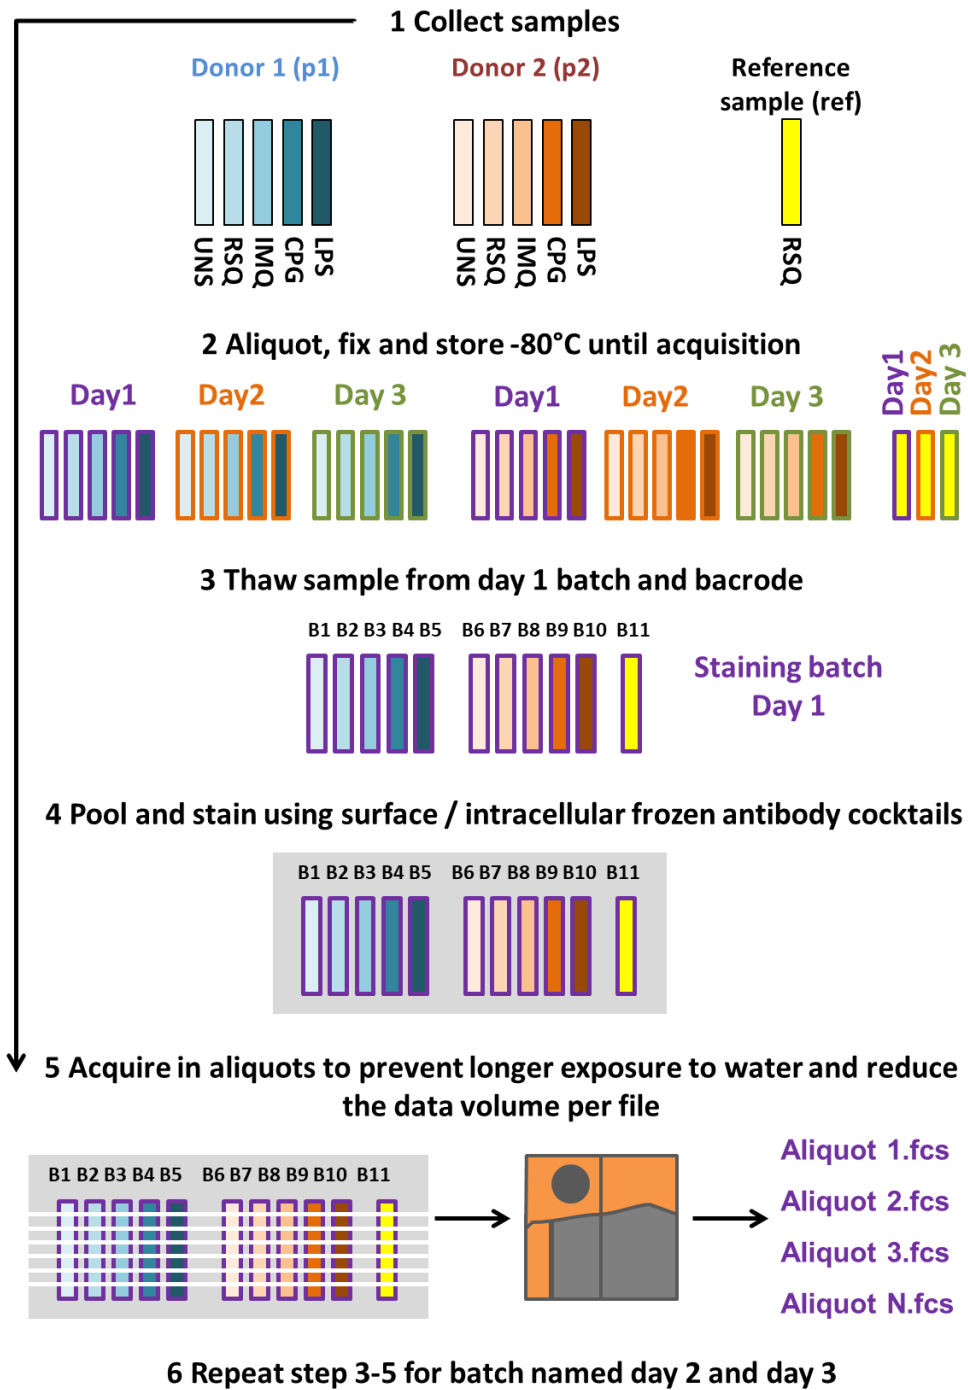 1 Collect samples
Donor 1 (p1)
Donor 2 (p2)
Reference
sample (ref)
UNS RSQ IMQ CPG LPS
UNS RSQ IMQ CPG LPS
RSQ
2 Aliquot, fix and store -80°C until acquisition
Day1
Day2
Day 3
Day1
Day2
Day 3
Day1
Day2
Day 3
3 Thaw sample from day 1 batch and bacrode
B1 B2 B3 B4 B5 B6 B7 B8 B9 B10 B11
Staining batch
Day 1
4 Pool and stain using surface / intracellular frozen antibody cocktails
B1 B2 B3 B4 B5 B6 B7 B8 B9 B10 B11
5 Acquire in aliquots to prevent longer exposure to water and reduce
the data volume per file
B1 B2 B3 B4 B5 B6 B7 B8 B9 B10 B11
Aliquot 1.fcs
Aliquot 2.fcs
Aliquot 3.fcs
Aliquot N.fcs
6 Repeat step 3-5 for batch named day 2 and day 3